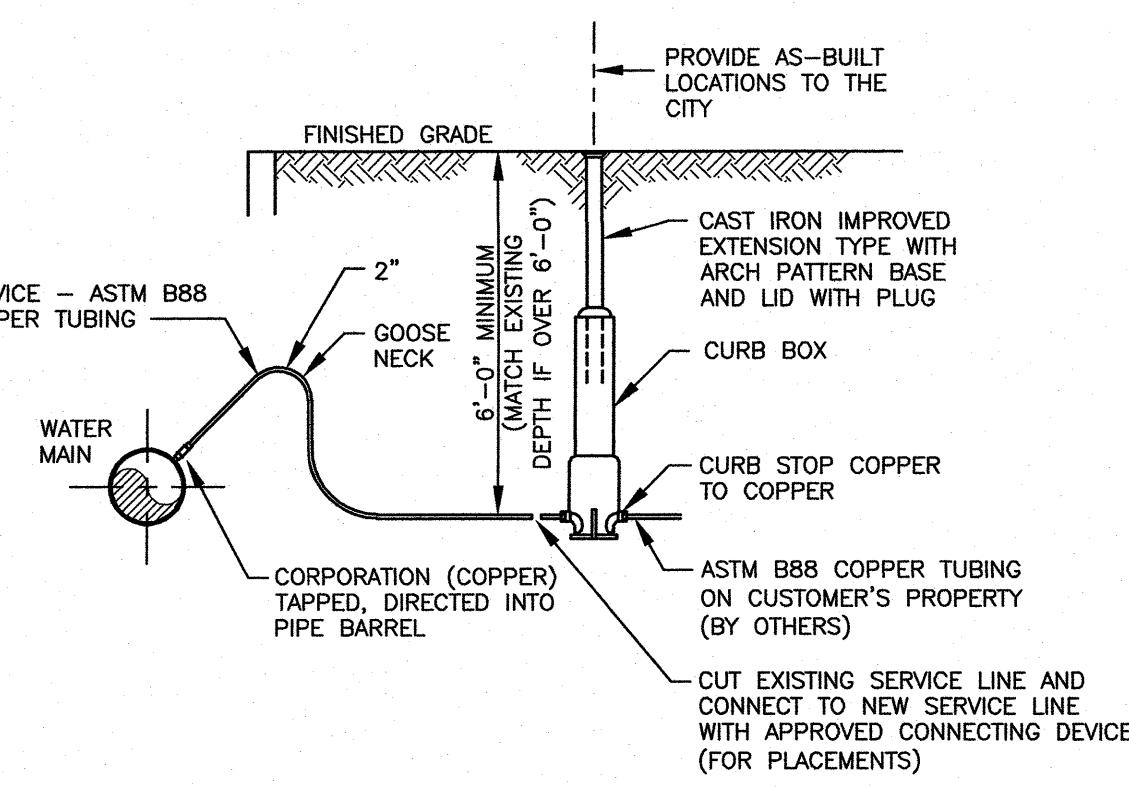 PROVIDE AS-BUILT
LOCATIONS TO THE
CITY
FINISHED GRADE
CAST IRON IMPROVED
EXTENSION TYPE WITH
ARCH PATTERN BASE
AND LID WITH PLUG
6'-0" MINIMUM
(MATCH EXISTING
DEPTH IF OVER 6'-0")
VICE - ASTM B88
PER TUBING
2"
GOOSE
NECK
CURB BOX
WATER
MAIN
CURB STOP COPPER
TO COPPER
CORPORATION (COPPER)
TAPPED, DIRECTED INTO
PIPE BARREL
ASTM B88 COPPER TUBING
ON CUSTOMER'S PROPERTY
(BY OTHERS)
CUT EXISTING SERVICE LINE AND
CONNECT TO NEW SERVICE LINE
WITH APPROVED CONNECTING DEVICE
(FOR PLACEMENTS)